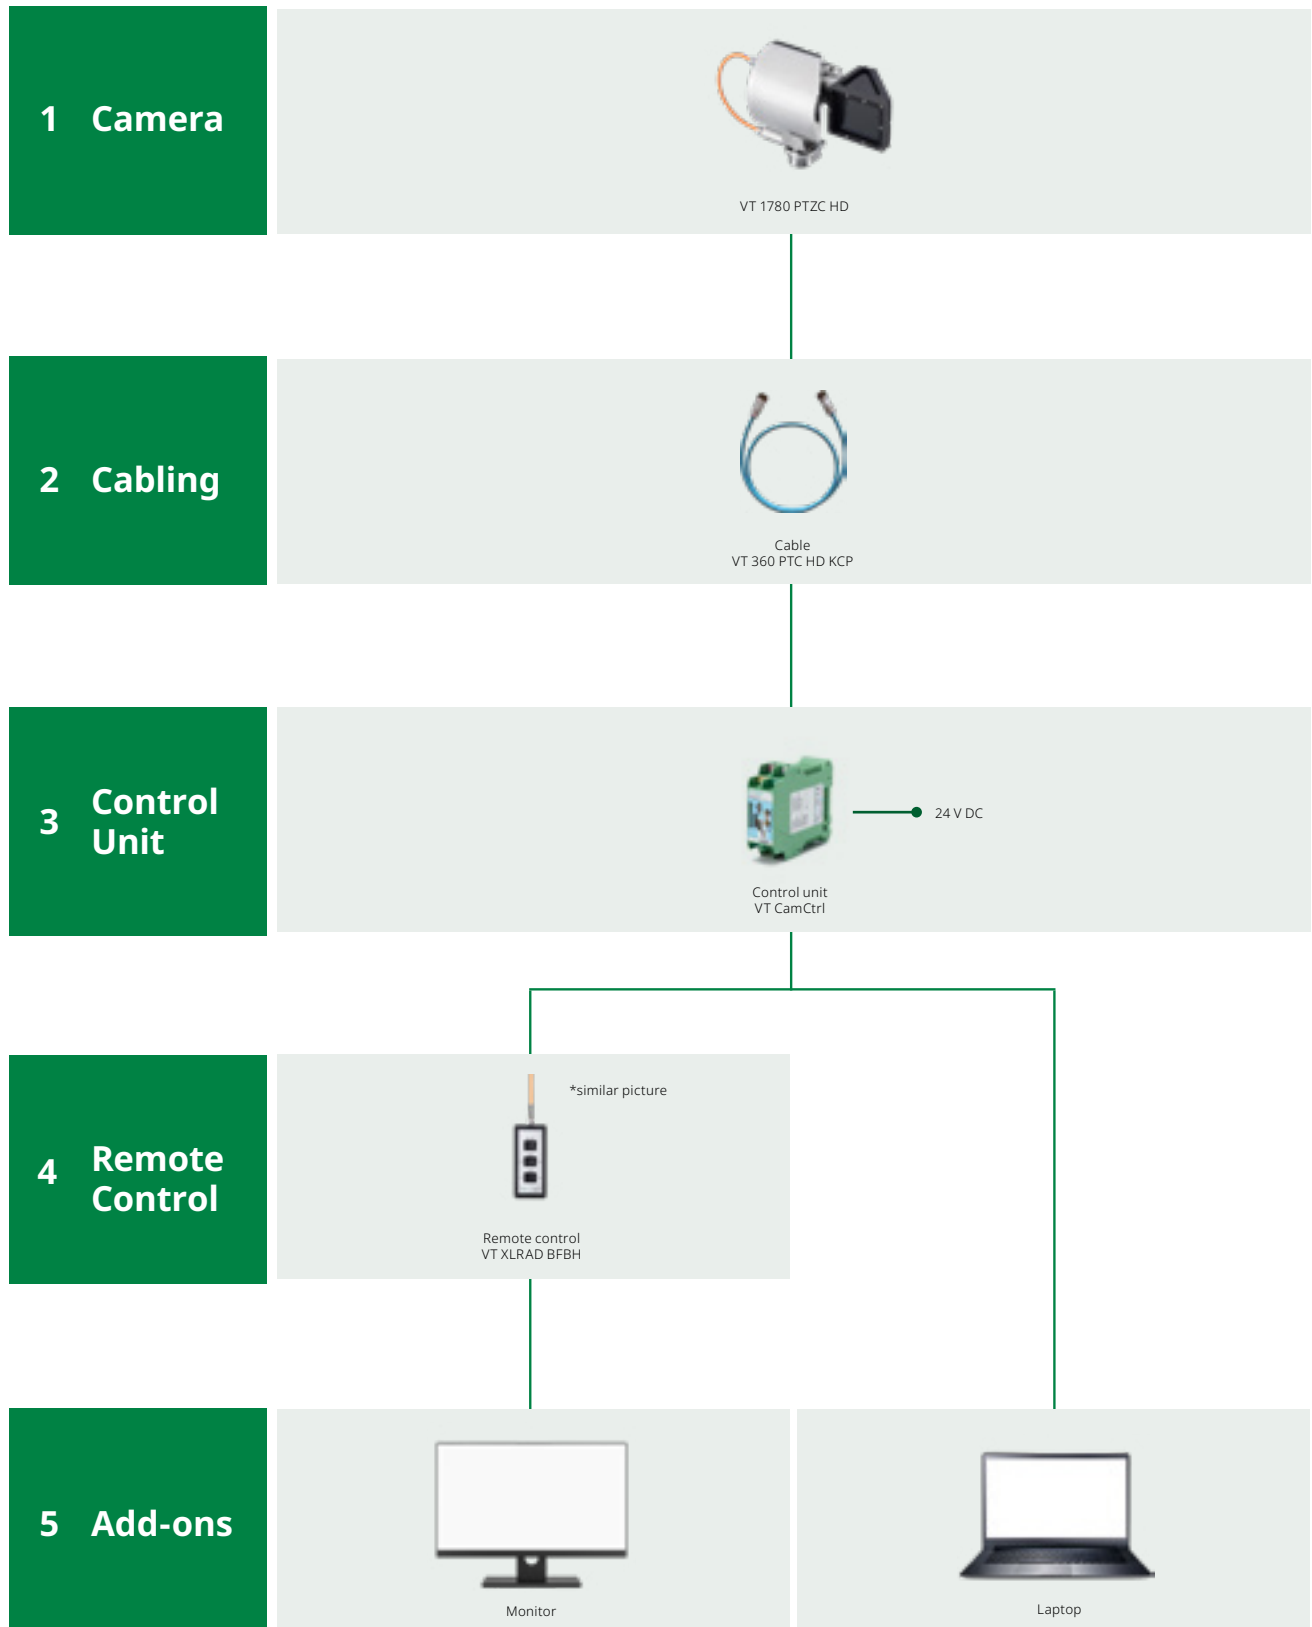 1 Camera
VT 1780 PTZC HD
2 Cabling
Cable
VT 360 PTC HD KCP
3 Control
Unit
24 V DC
Control unit
VT CamCtrl
4 Remote
Control
*similar picture
Remote control
VT XLRAD BFBH
5 Add-ons
Monitor
Laptop